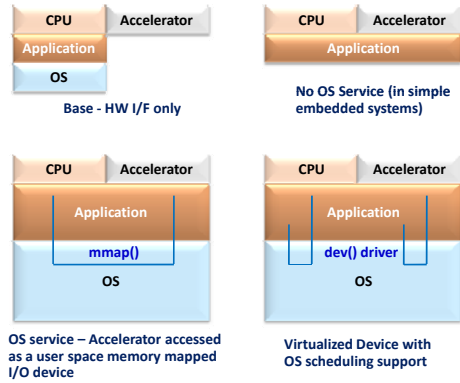 CPU Accelerator
Application
OS
Base - HW I/F only
CPU Accelerator
Application
No OS Service (in simple
embedded systems)
CPU Accelerator
Application
mmap()
OS
OS service – Accelerator accessed
as a user space memory mapped
I/O device
CPU Accelerator
Application
dev() driver
OS
Virtualized Device with
OS scheduling support